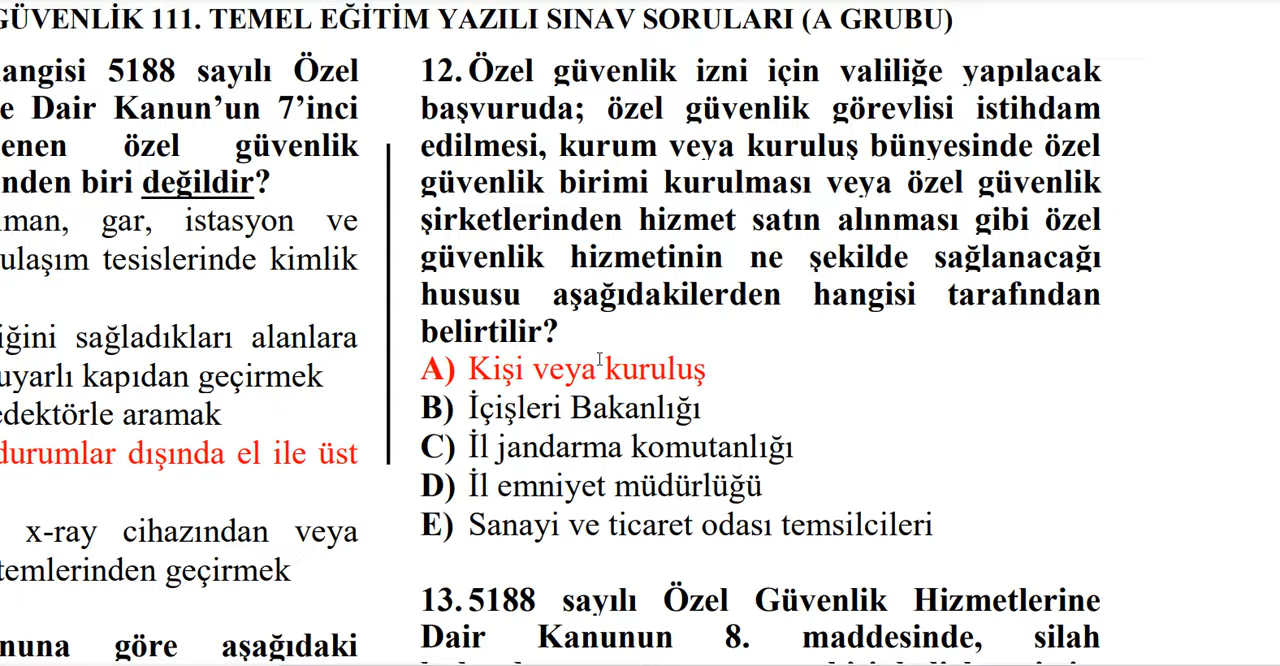 GÜVENLİK 111. TEMEL EĞİTİM YAZILI SINAV SORULARI (A GRUBU)
angisi 5188 sayılı Özel
e Dair Kanun’un 7’inci
enen özel güvenlik
nden biri değildir?
man, gar, istasyon ve
ulaşım tesislerinde kimlik
iğini sağladıkları alanlara
uyarlı kapıdan geçirmek
edektörle aramak
durumlar dışında el ile üst
x-ray cihazından veya
temlerinden geçirmek
nuna göre aşağıdaki
12. Özel güvenlik izni için valiliğe yapılacak
başvuruda; özel güvenlik görevlisi istihdam
edilmesi, kurum veya kuruluş bünyesinde özel
güvenlik birimi kurulması veya özel güvenlik
şirketlerinden hizmet satın alınması gibi özel
güvenlik hizmetinin ne şekilde sağlanacağı
hususu aşağıdakilerden hangisi tarafından
belirtilir?
A) Kişi veya kuruluş
B) İçişleri Bakanlığı
C) İl jandarma komutanlığı
D) İl emniyet müdürlüğü
E) Sanayi ve ticaret odası temsilcileri
13. 5188 sayılı Özel Güvenlik Hizmetlerine
Dair Kanunun 8. maddesinde, silah